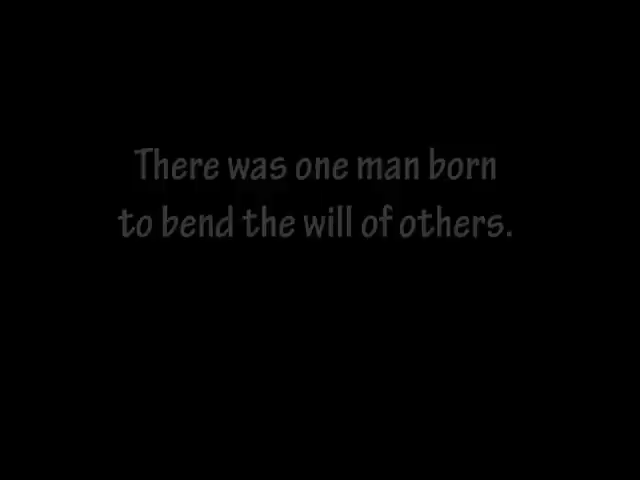 There was one man born
to bend the will of others.